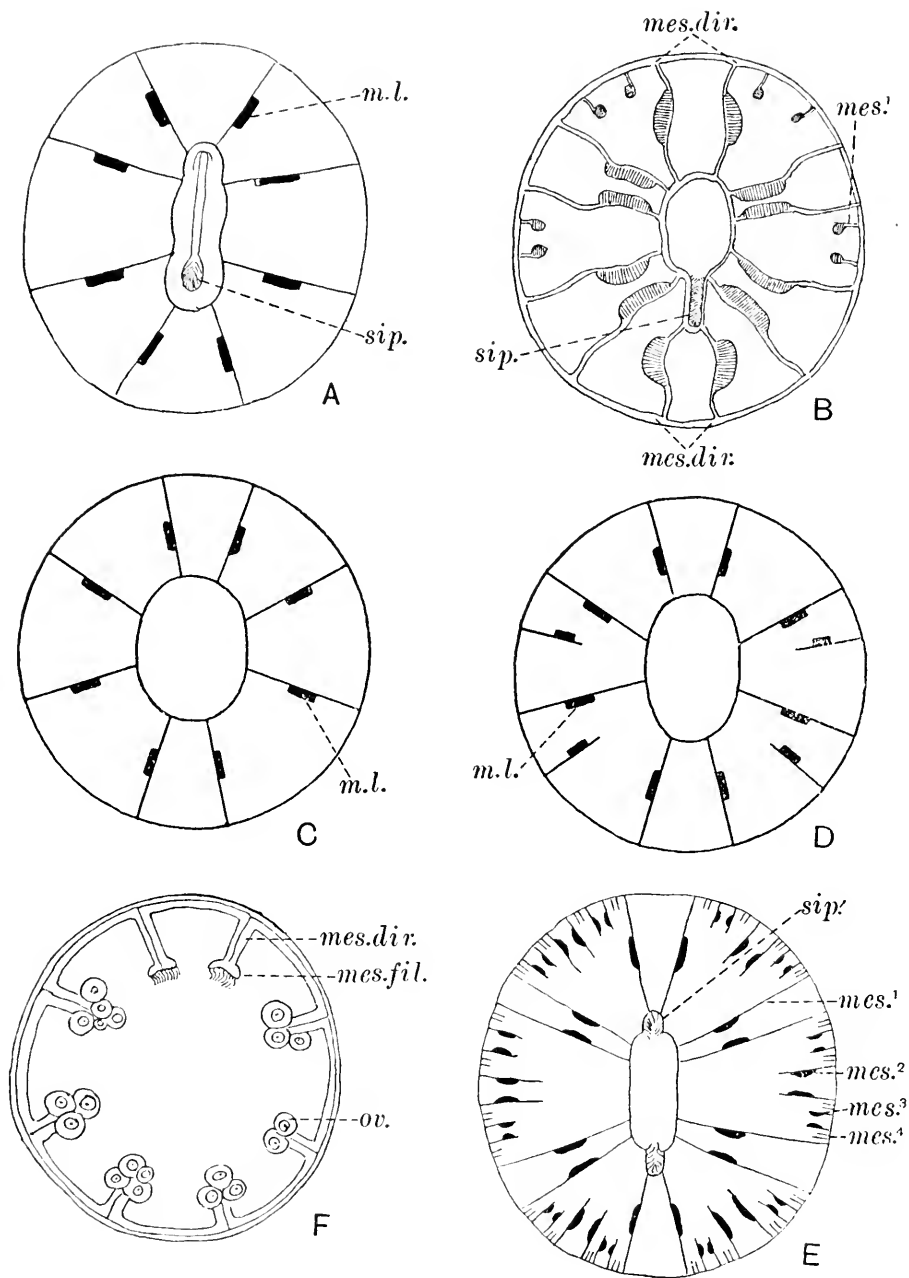 mes.dir.
m.l.
mes.¹
sip.
sip.
A
B
mes.dir.
m.l.
m.l.
C
D
sip.
mes.dir.
mes.fil.
mes.¹
ov.
mes.²
mes.³
mes.⁴
F
E